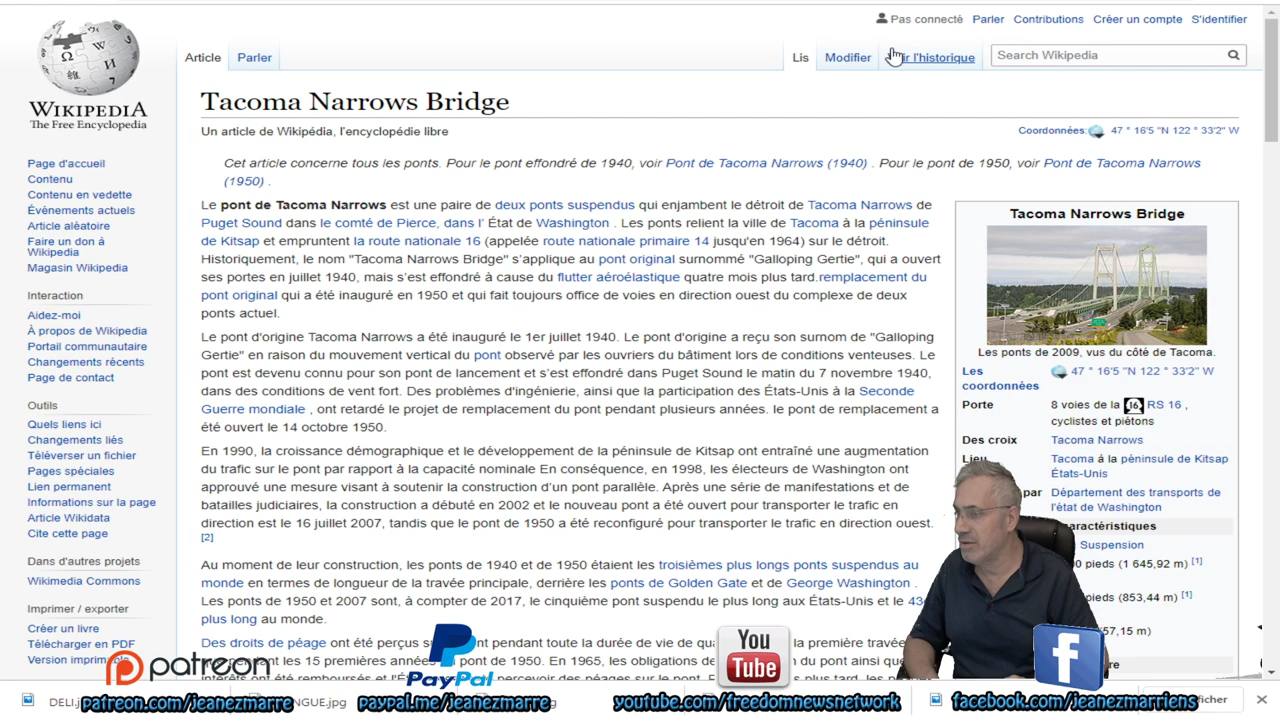 Pas connecté Parler Contributions Créer un compte S'identifier
Article Parler Lis Modifier ir l'historique Search Wikipedia
WIKIPEDIA
The Free Encyclopedia
Page d'accueil
Contenu
Contenu en vedette
Événements actuels
Article aléatoire
Faire un don à
Wikipedia
Magasin Wikipedia
Interaction
Aidez-moi
À propos de Wikipedia
Portail communautaire
Changements récents
Page de contact
Outils
Quels liens ici
Changements liés
Téléverser un fichier
Pages spéciales
Lien permanent
Informations sur la page
Article Wikidata
Cite cette page
Dans d'autres projets
Wikimedia Commons
Imprimer / exporter
Créer un livre
Télécharger en PDF
Version imprim
Tacoma Narrows Bridge
Un article de Wikipédia, l'encyclopédie libre
Coordonnées: 47 ° 16'5 "N 122 ° 33'2" W
Cet article concerne tous les ponts. Pour le pont effondré de 1940, voir Pont de Tacoma Narrows (1940) . Pour le pont de 1950, voir Pont de Tacoma Narrows
(1950) .
Le pont de Tacoma Narrows est une paire de deux ponts suspendus qui enjambent le détroit de Tacoma Narrows de
Puget Sound dans le comté de Pierce, dans l' État de Washington . Les ponts relient la ville de Tacoma à la péninsule
de Kitsap et empruntent la route nationale 16 (appelée route nationale primaire 14 jusqu'en 1964) sur le détroit.
Historiquement, le nom "Tacoma Narrows Bridge" s'applique au pont original surnommé "Galloping Gertie", qui a ouvert
ses portes en juillet 1940, mais s'est effondré à cause du flutter aéroélastique quatre mois plus tard.remplacement du
pont original qui a été inauguré en 1950 et qui fait toujours office de voies en direction ouest du complexe de deux
ponts actuel.
Le pont d'origine Tacoma Narrows a été inauguré le 1er juillet 1940. Le pont d'origine a reçu son surnom de "Galloping
Gertie" en raison du mouvement vertical du pont observé par les ouvriers du bâtiment lors de conditions venteuses. Le
pont est devenu connu pour son pont de lancement et s'est effondré dans Puget Sound le matin du 7 novembre 1940,
dans des conditions de vent fort. Des problèmes d'ingénierie, ainsi que la participation des États-Unis à la Seconde
Guerre mondiale , ont retardé le projet de remplacement du pont pendant plusieurs années. le pont de remplacement a
été ouvert le 14 octobre 1950.
En 1990, la croissance démographique et le développement de la péninsule de Kitsap ont entraîné une augmentation
du trafic sur le pont par rapport à la capacité nominale En conséquence, en 1998, les électeurs de Washington ont
approuvé une mesure visant à soutenir la construction d'un pont parallèle. Après une série de manifestations et de
batailles judiciaires, la construction a débuté en 2002 et le nouveau pont a été ouvert pour transporter le trafic en
direction est le 16 juillet 2007, tandis que le pont de 1950 a été reconfiguré pour transporter le trafic en direction ouest.
[2]
Au moment de leur construction, les ponts de 1940 et de 1950 étaient les troisièmes plus longs ponts suspendus au
monde en termes de longueur de la travée principale, derrière les ponts de Golden Gate et de George Washington .
Les ponts de 1950 et 2007 sont, à compter de 2017, le cinquième pont suspendu le plus long aux États-Unis et le 43
plus long au monde.
Des droits de péage ont été perçus pendant toute la durée de vie de la première travée
les 15 premières années pont de 1950. En 1965, les obligations de pont ainsi que
ont été remboursés et percevoir des péages sur le pont
Tacoma Narrows Bridge
Les ponts de 2009, vus du côté de Tacoma.
Les
coordonnées 47 ° 16'5 "N 122 ° 33'2" W
Porte 8 voies de la 16 RS 16 ,
cyclistes et piétons
Des croix Tacoma Narrows
Lieu Tacoma à la péninsule de Kitsap
États-Unis
par Département des transports de
l'état de Washington
aractéristiques
Suspension
pieds (1 645,92 m) [1]
pieds (853,44 m) [1]
57,15 m)
patreon
PayPal
You
Tube
f
DELI.j NGUE.jpg
patreon.com/jeanezmarre paypal.me/jeanezmarre youtube.com/freedomnewsnetwork facebook.com/jeanezmarriens
ficher